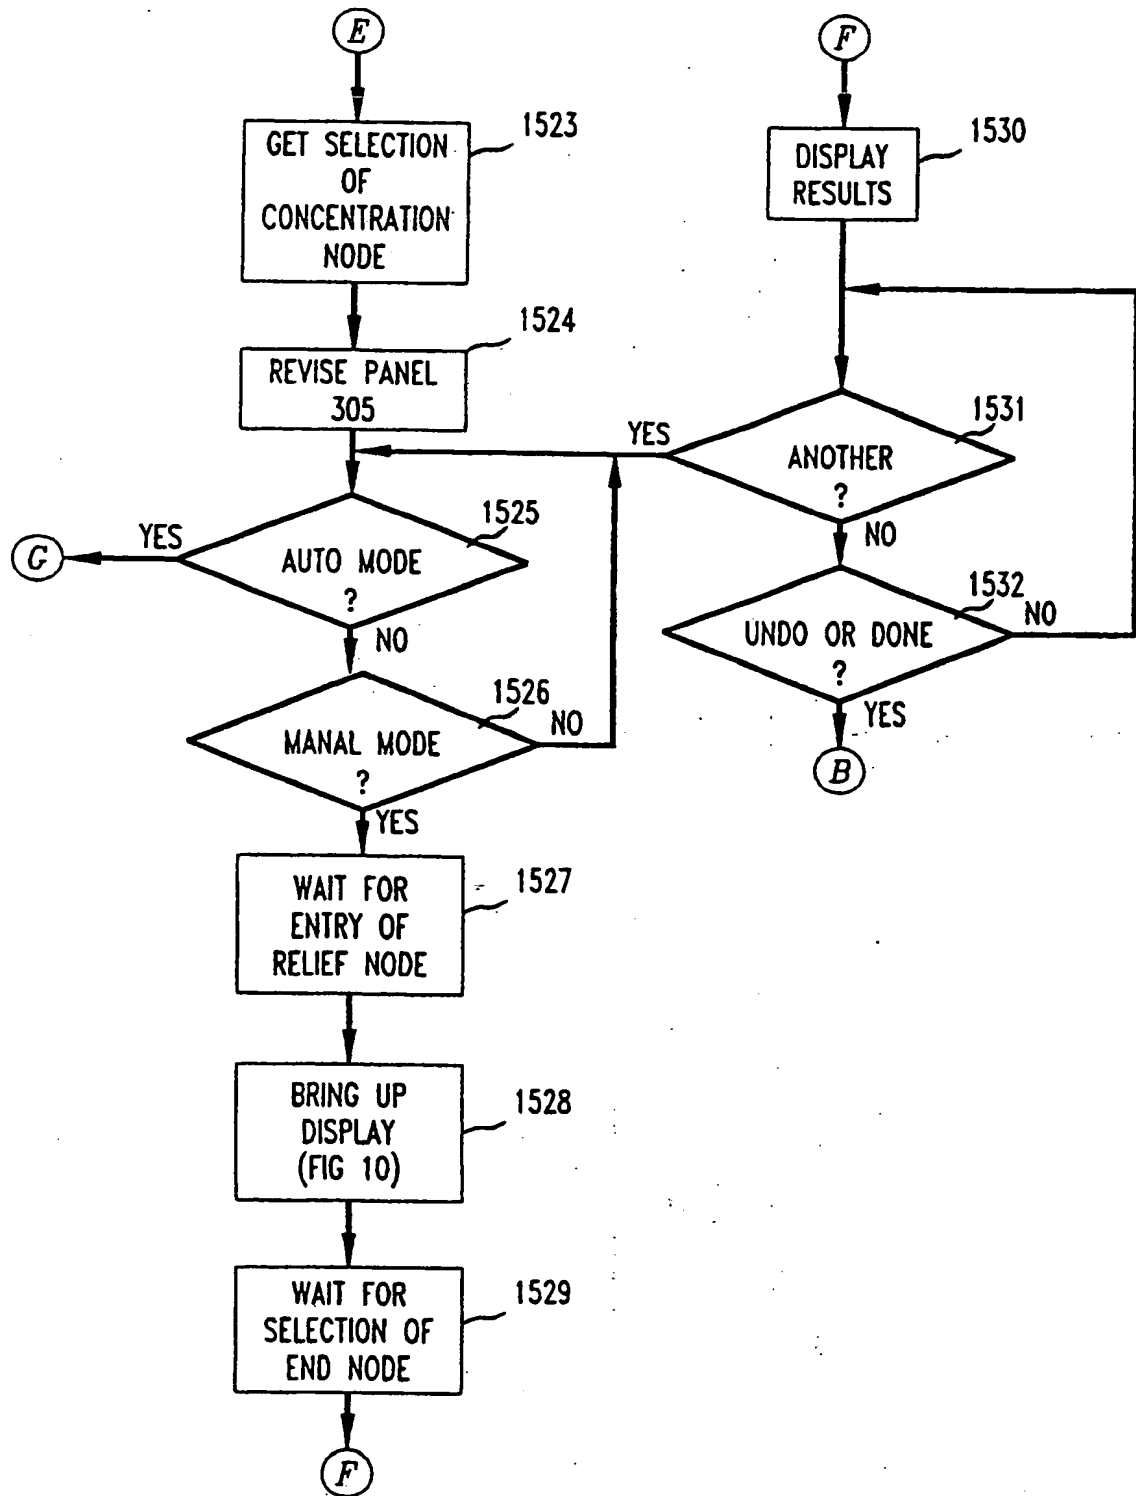 E
GET SELECTION
OF
CONCENTRATION
NODE
1523
REVISE PANEL
305
1524
AUTO MODE
?
1525
YES
G
NO
MANAL MODE
?
1526
NO
YES
WAIT FOR
ENTRY OF
RELIEF NODE
1527
BRING UP
DISPLAY
(FIG 10)
1528
WAIT FOR
SELECTION OF
END NODE
1529
F
F
DISPLAY
RESULTS
1530
ANOTHER
?
1531
YES
NO
UNDO OR DONE
?
1532
NO
YES
B